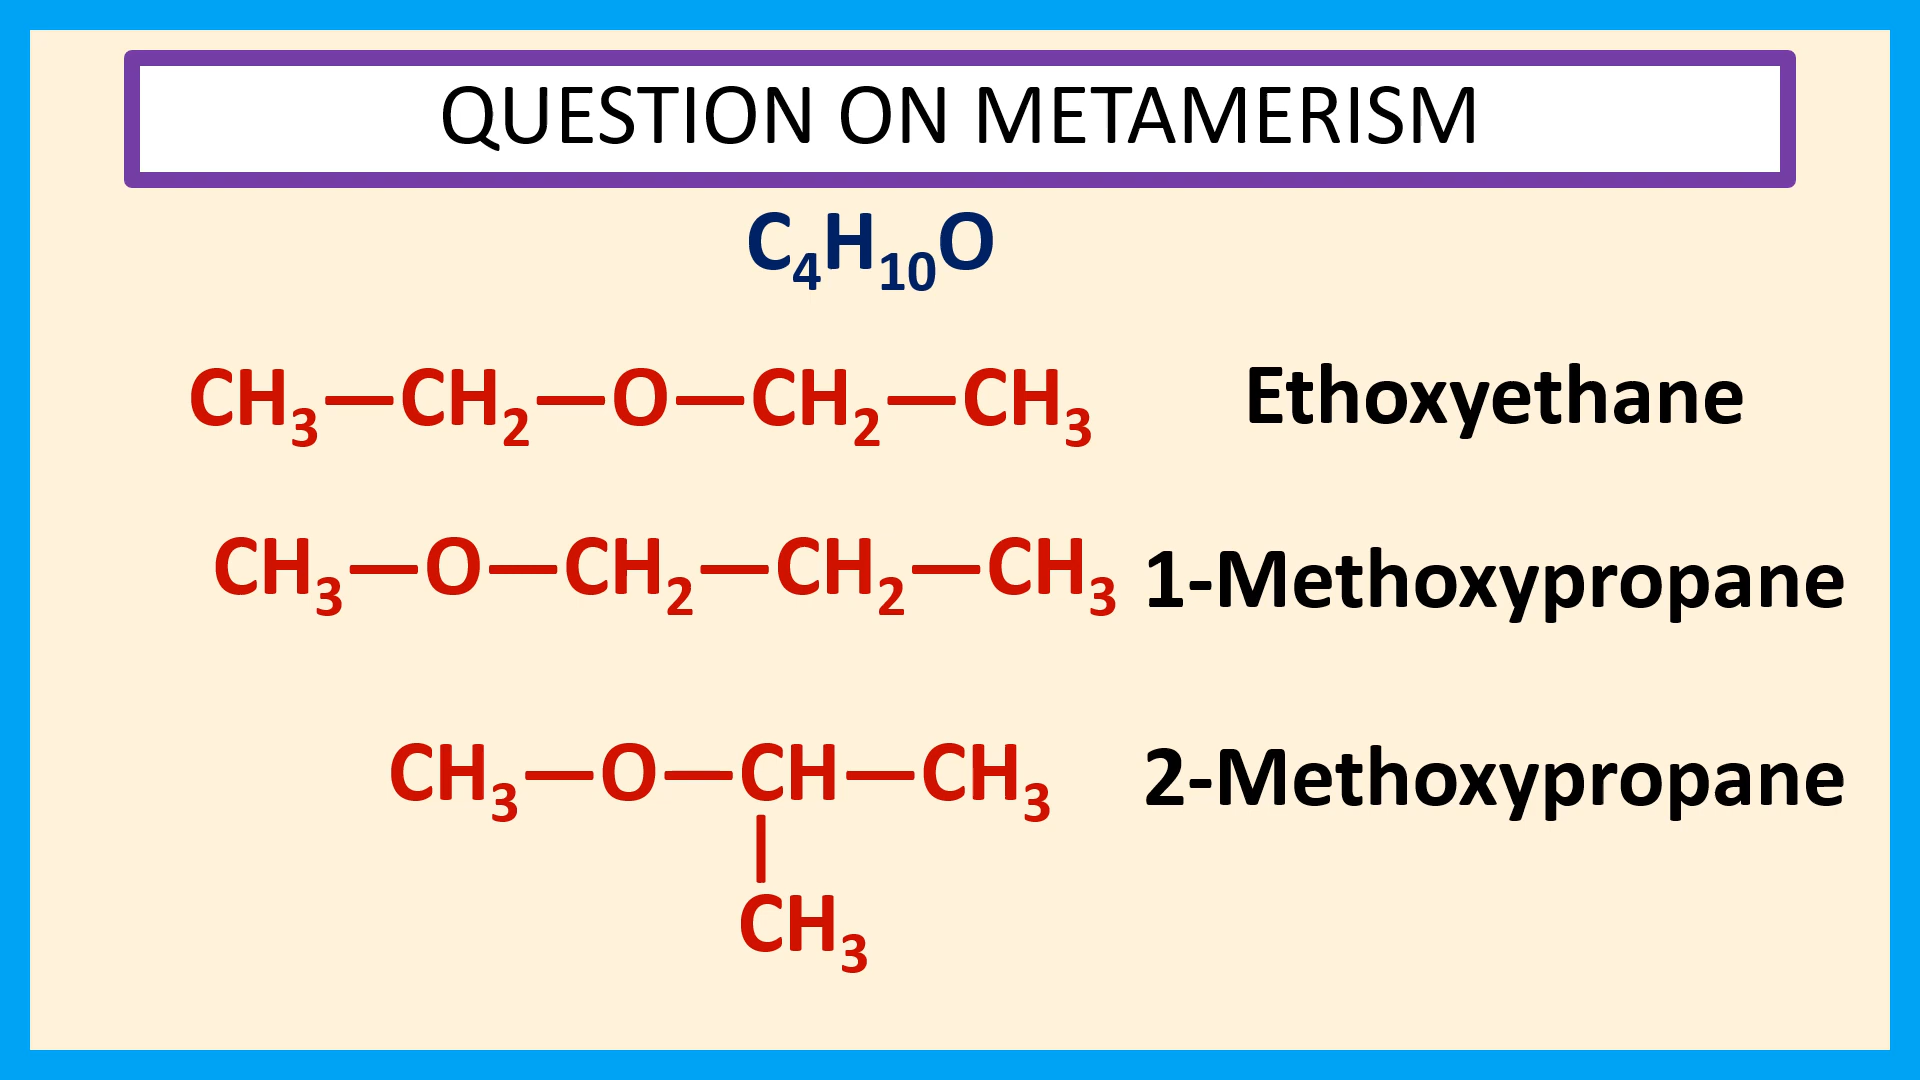 QUESTION ON METAMERISM
C₄H₁₀O
CH₃—CH₂—O—CH₂—CH₃ Ethoxyethane
CH₃—O—CH₂—CH₂—CH₃ 1-Methoxypropane
CH₃—O—CH—CH₃ 2-Methoxypropane
|
CH₃